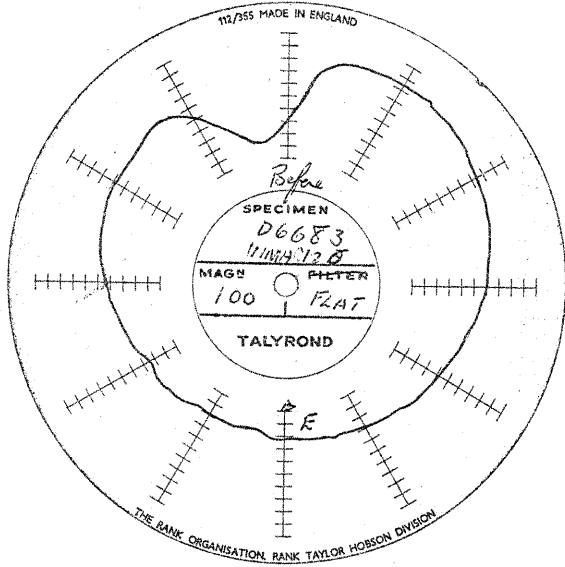 112/355 MADE IN ENGLAND
Before
SPECIMEN
D6683
MAGN FILTER
100 FLAT
TALYROND
E
THE RANK ORGANISATION. RANK TAYLOR HOBSON DIVISION